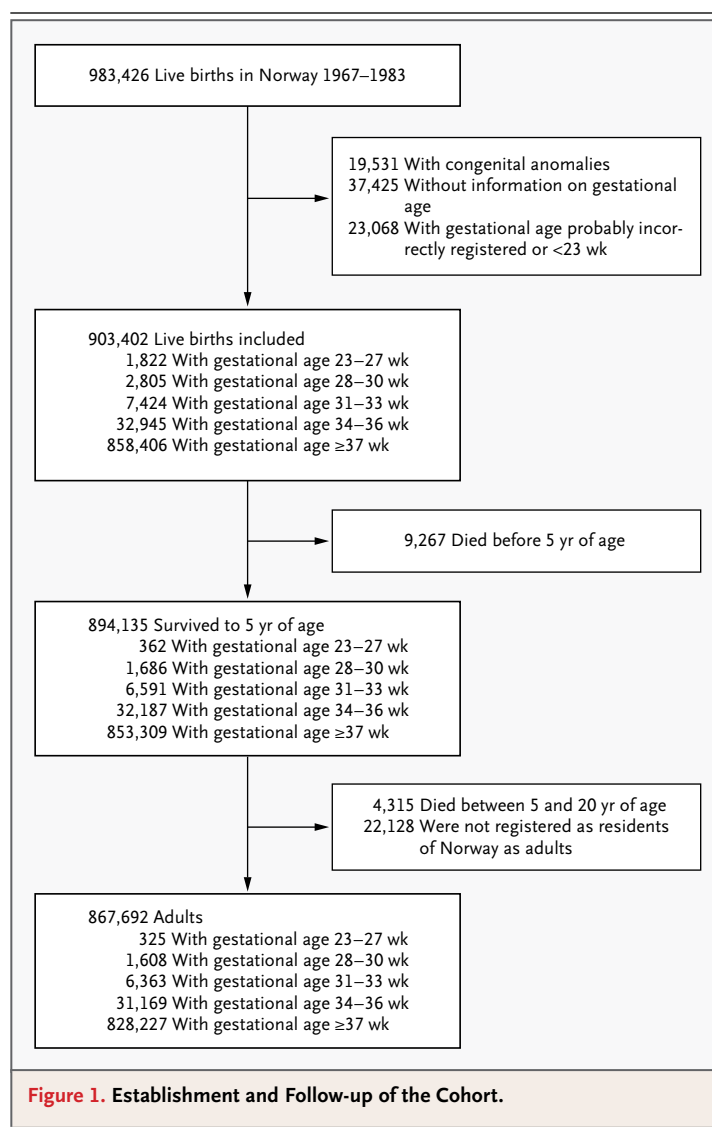 983,426 Live births in Norway 1967–1983
19,531 With congenital anomalies
37,425 Without information on gestational
age
23,068 With gestational age probably incor-
rectly registered or <23 wk
903,402 Live births included
1,822 With gestational age 23–27 wk
2,805 With gestational age 28–30 wk
7,424 With gestational age 31–33 wk
32,945 With gestational age 34–36 wk
858,406 With gestational age ≥37 wk
9,267 Died before 5 yr of age
894,135 Survived to 5 yr of age
362 With gestational age 23–27 wk
1,686 With gestational age 28–30 wk
6,591 With gestational age 31–33 wk
32,187 With gestational age 34–36 wk
853,309 With gestational age ≥37 wk
4,315 Died between 5 and 20 yr of age
22,128 Were not registered as residents
of Norway as adults
867,692 Adults
325 With gestational age 23–27 wk
1,608 With gestational age 28–30 wk
6,363 With gestational age 31–33 wk
31,169 With gestational age 34–36 wk
828,227 With gestational age ≥37 wk
Figure 1. Establishment and Follow-up of the Cohort.